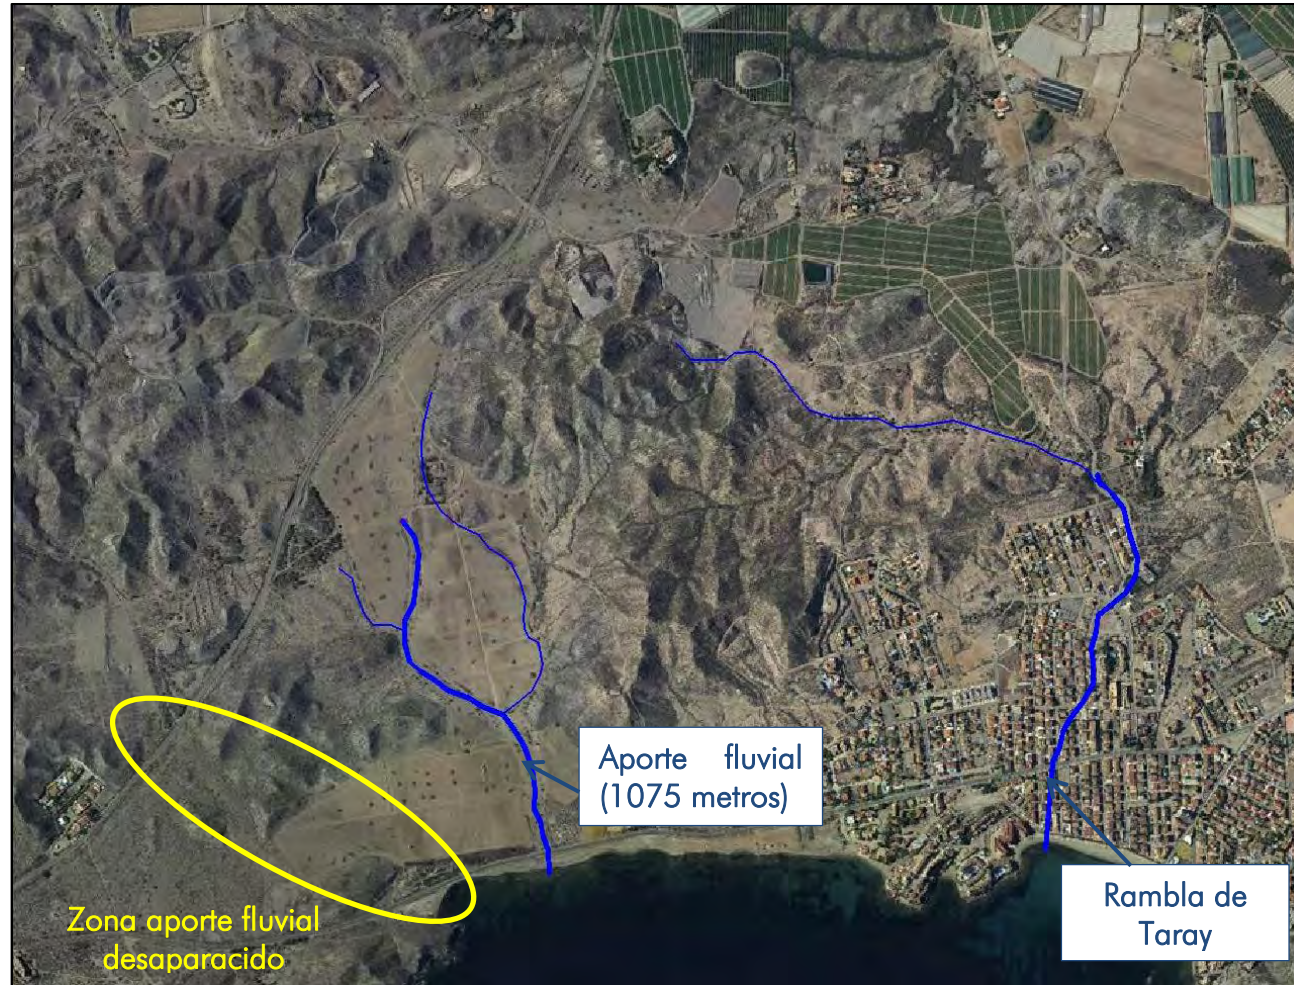 Aporte fluvial
(1075 metros)
Rambla de
Taray
Zona aporte fluvial
desaparacido